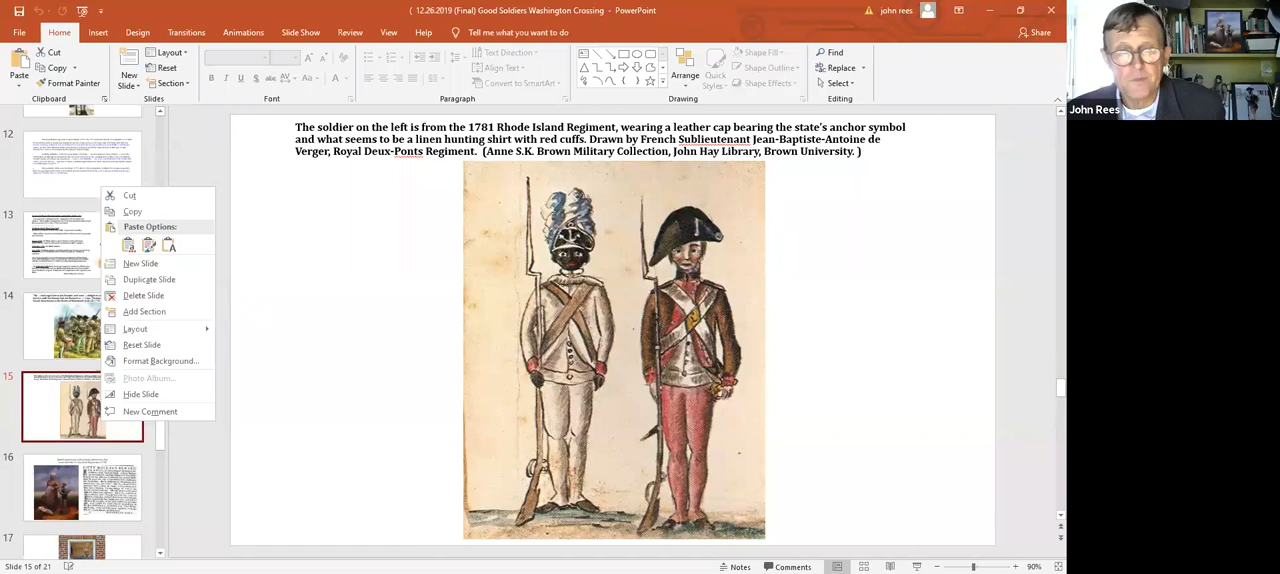 ( 12.26.2019 (Final) Good Soldiers Washington Crossing - PowerPoint
john rees
File Home Insert Design Transitions Animations Slide Show Review View Help Tell me what you want to do Share
Paste
Cut
Copy
Format Painter
Clipboard
New Slide
Layout
Reset
Section
Slides
B I U S abc AV Aa A
Font
Text Direction
Align Text
Convert to SmartArt
Paragraph
Arrange
Quick Styles
Shape Fill
Shape Outline
Shape Effects
Drawing
Find
Replace
Select
Editing
John Rees
12
13
14
15
16
17
Cut
Copy
Paste Options:
New Slide
Duplicate Slide
Delete Slide
Add Section
Layout
Reset Slide
Format Background...
Photo Album...
Hide Slide
New Comment
The soldier on the left is from the 1781 Rhode Island Regiment, wearing a leather cap bearing the state's anchor symbol
and what seems to be a linen hunting shirt with red cuffs. Drawn by French Sublieutenant Jean-Baptiste-Antoine de
Verger, Royal Deux-Ponts Regiment. (Anne S.K. Brown Military Collection, John Hay Library, Brown University. )
Slide 15 of 21
Notes Comments 90%